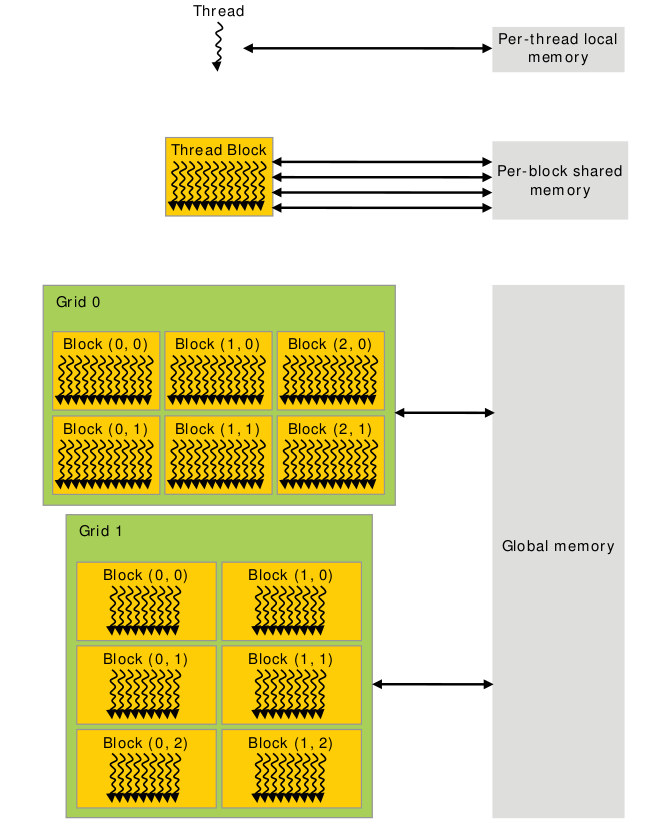 Thread
Per-thread local
memory
Thread Block
Per-block shared
memory
Grid 0
Block (0, 0)
Block (1, 0)
Block (2, 0)
Block (0, 1)
Block (1, 1)
Block (2, 1)
Grid 1
Block (0, 0)
Block (1, 0)
Block (0, 1)
Block (1, 1)
Block (0, 2)
Block (1, 2)
Global memory